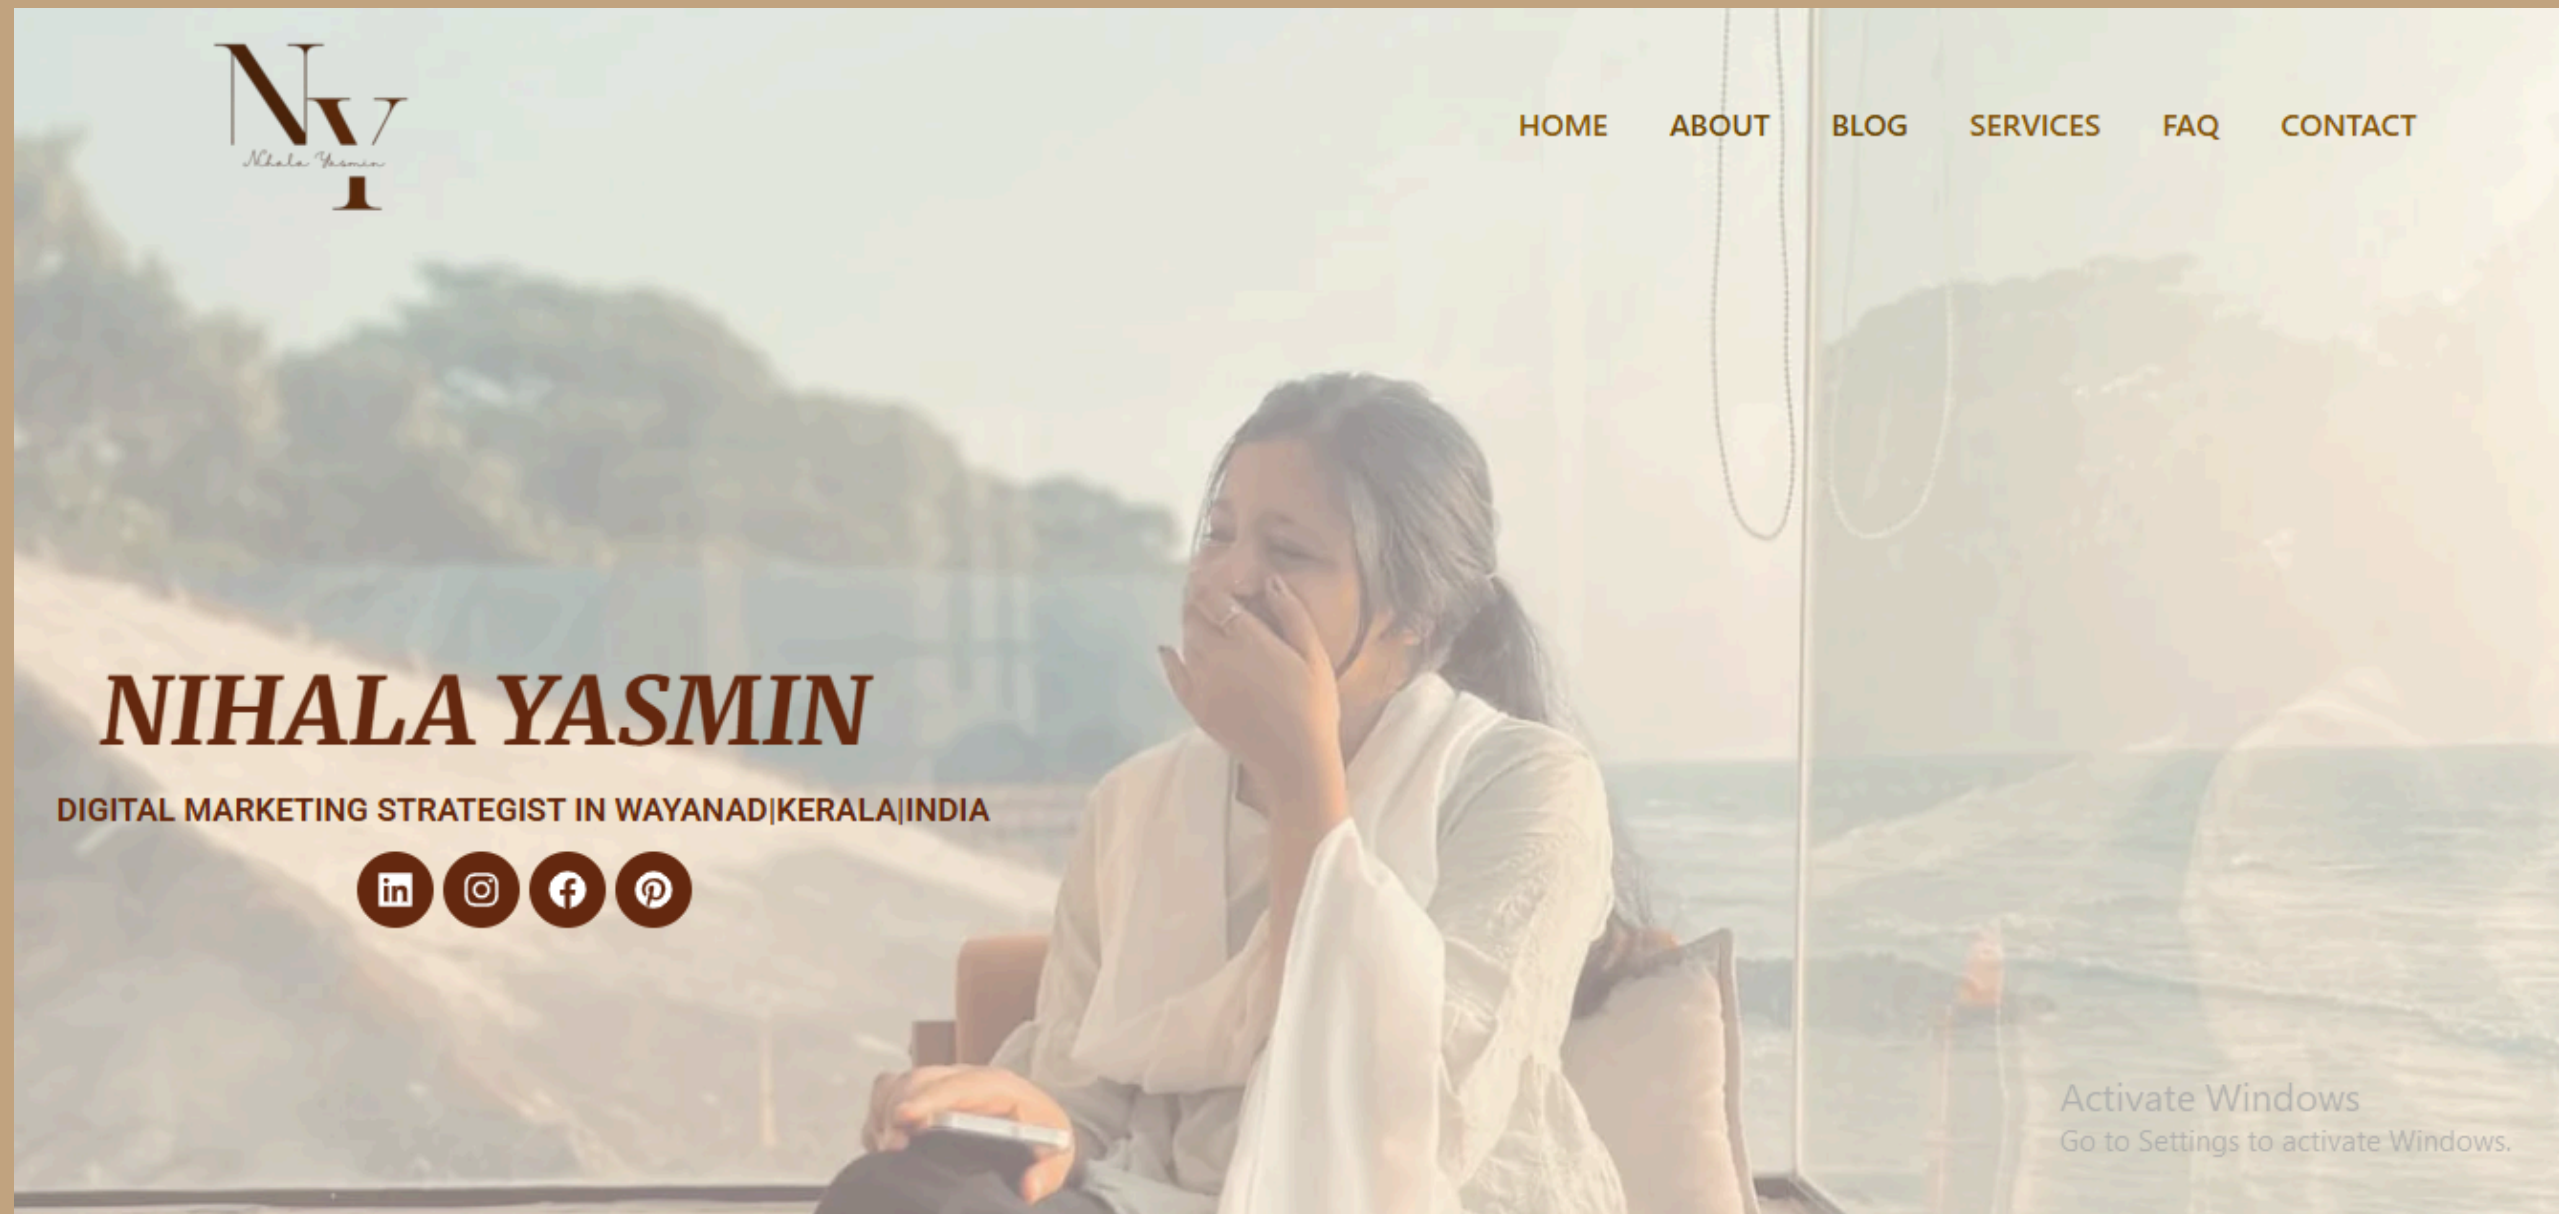 NY
Nihala Yasmin
HOME ABOUT BLOG SERVICES FAQ CONTACT
NIHALA YASMIN
DIGITAL MARKETING STRATEGIST IN WAYANAD|KERALA|INDIA
in
Activate Windows
Go to Settings to activate Windows.